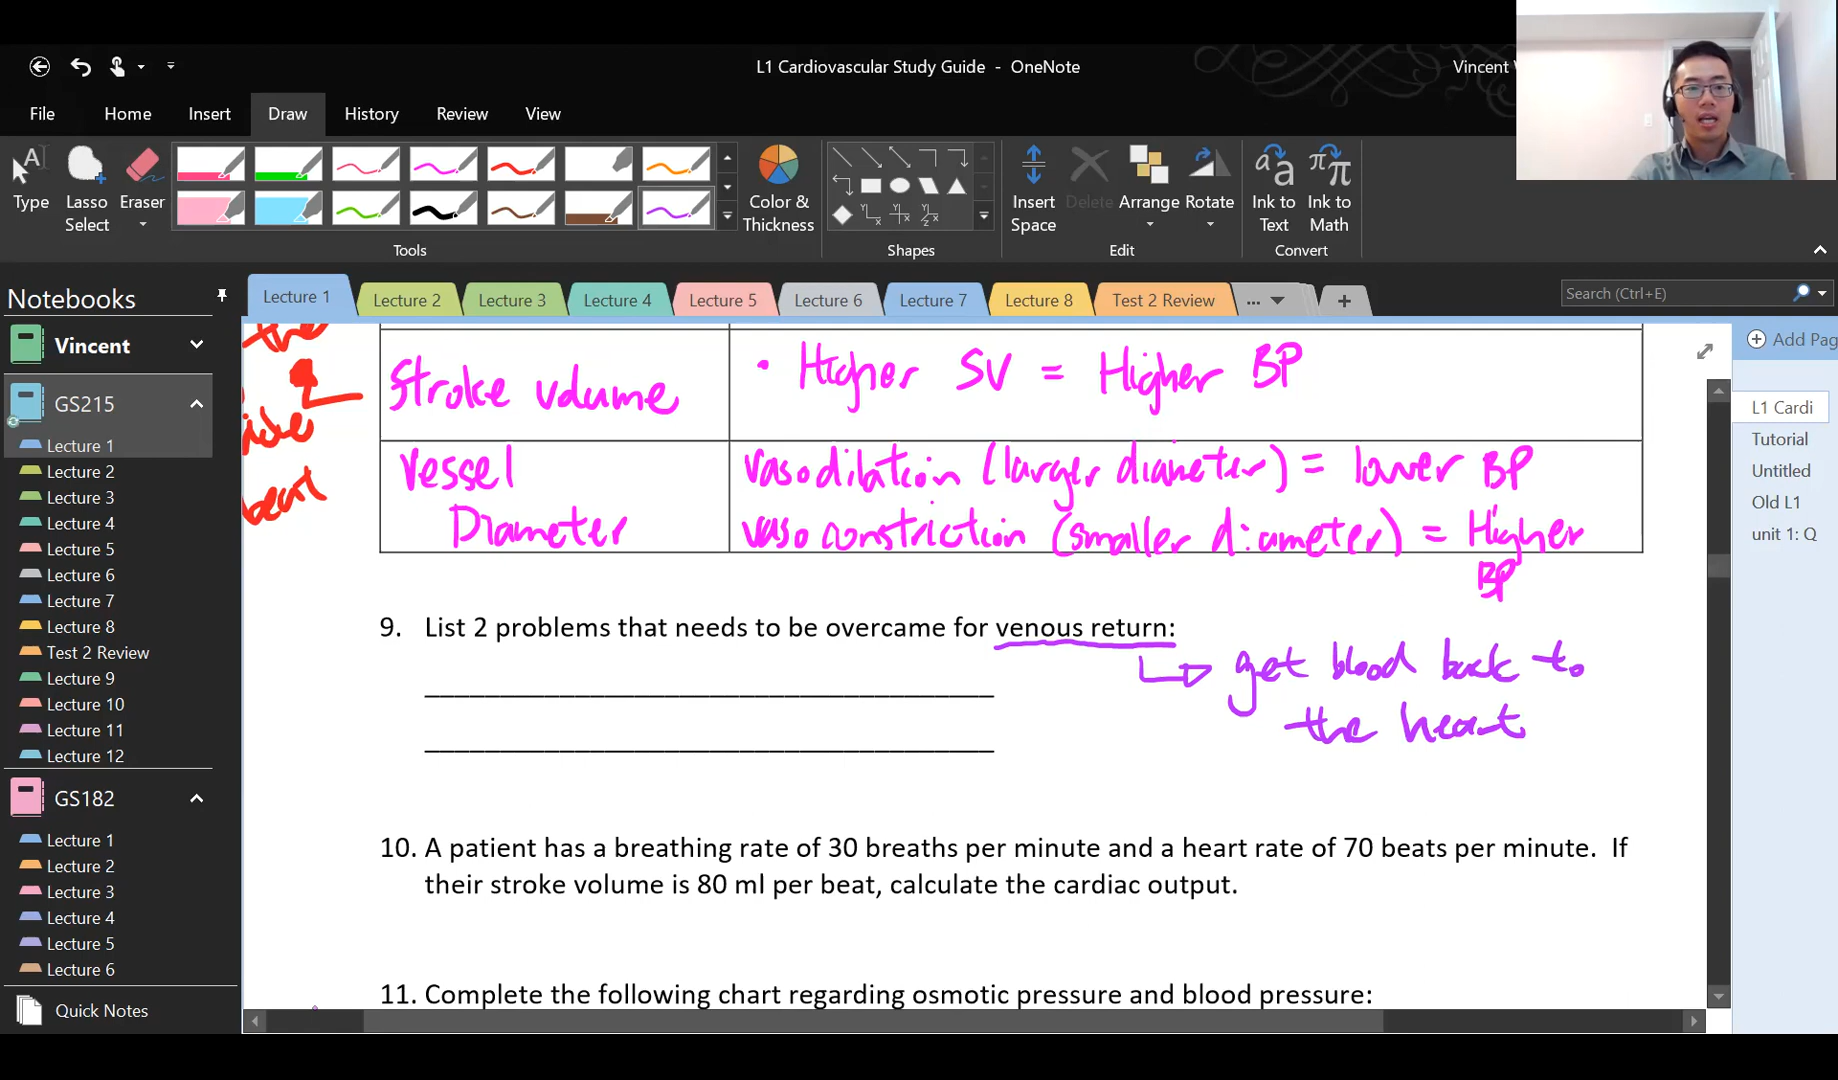 L1 Cardiovascular Study Guide - OneNote
Vincent
File Home Insert Draw History Review View
Type
Lasso Select
Eraser
Color & Thickness
Insert Space
Delete
Arrange
Rotate
Ink to Text
Ink to Math
Tools
Shapes
Edit
Convert
Notebooks
Lecture 1 Lecture 2 Lecture 3 Lecture 4 Lecture 5 Lecture 6 Lecture 7 Lecture 8 Test 2 Review ...
Search (Ctrl+E)
Vincent
GS215
Lecture 1
Lecture 2
Lecture 3
Lecture 4
Lecture 5
Lecture 6
Lecture 7
Lecture 8
Test 2 Review
Lecture 9
Lecture 10
Lecture 11
Lecture 12
GS182
Lecture 1
Lecture 2
Lecture 3
Lecture 4
Lecture 5
Lecture 6
Quick Notes
the
beat
Stroke volume
• Higher SV = Higher BP
Vessel
Diameter
vasodilation (larger diameter) = lower BP
vasoconstriction (smaller diameter) = Higher
BP
9. List 2 problems that needs to be overcame for venous return:
get blood back to
the heart
10. A patient has a breathing rate of 30 breaths per minute and a heart rate of 70 beats per minute. If
their stroke volume is 80 ml per beat, calculate the cardiac output.
11. Complete the following chart regarding osmotic pressure and blood pressure:
Add Pag
L1 Cardi
Tutorial
Untitled
Old L1
unit 1: Q